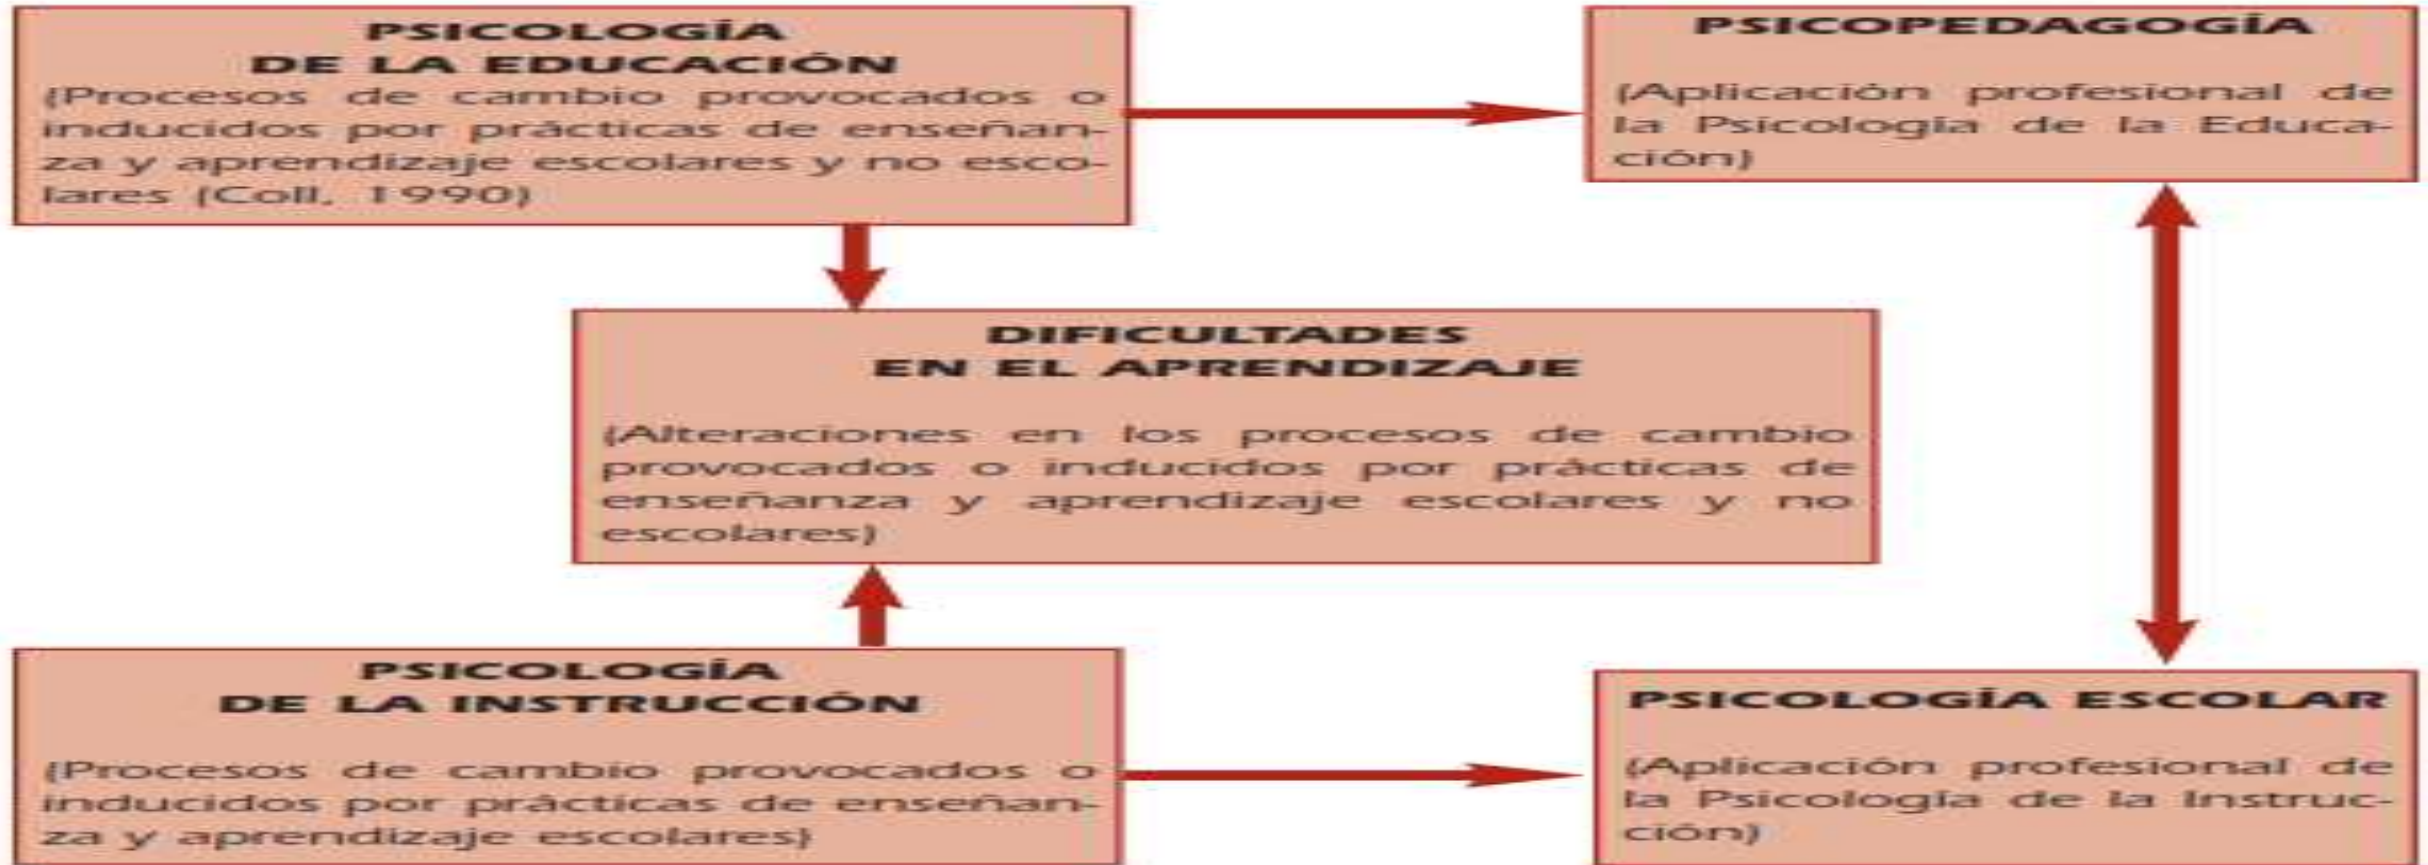 PSICOLOGÍA
DE LA EDUCACIÓN
(Procesos de cambio provocados o
inducidos por prácticas de enseñan-
za y aprendizaje escolares y no esco-
lares (Coll, 1990)
PSICOPEDAGOGÍA
(Aplicación profesional de
la Psicología de la Educa-
ción)
DIFICULTADES
EN EL APRENDIZAJE
(Alteraciones en los procesos de cambio
provocados o inducidos por prácticas de
enseñanza y aprendizaje escolares y no
escolares)
PSICOLOGÍA
DE LA INSTRUCCIÓN
(Procesos de cambio provocados o
inducidos por prácticas de enseñan-
za y aprendizaje escolares)
PSICOLOGÍA ESCOLAR
(Aplicación profesional de
la Psicología de la Instruc-
ción)